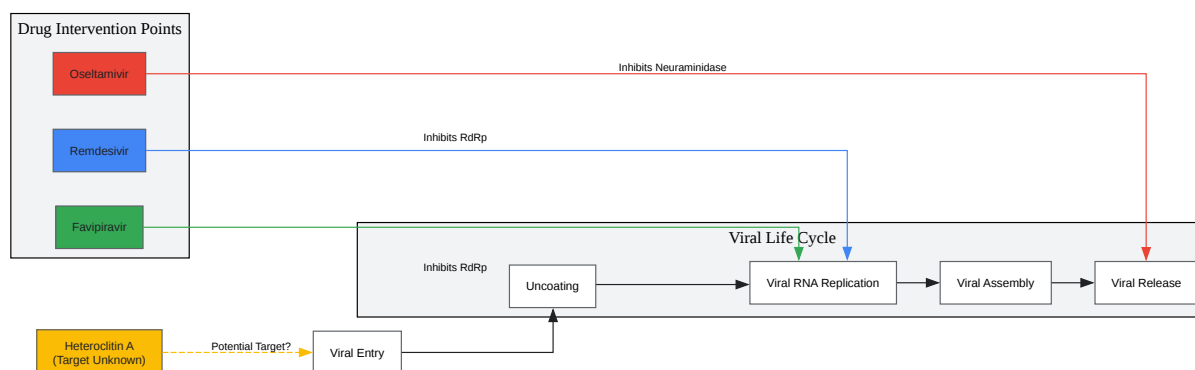 Drug Intervention Points
Oseltamivir
Inhibits Neuraminidase
Remdesivir
Inhibits RdRp
Favipiravir
Viral Life Cycle
Inhibits RdRp
Uncoating
Viral RNA Replication
Viral Assembly
Viral Release
Heteroclitin A
(Target Unknown)
Potential Target?
Viral Entry